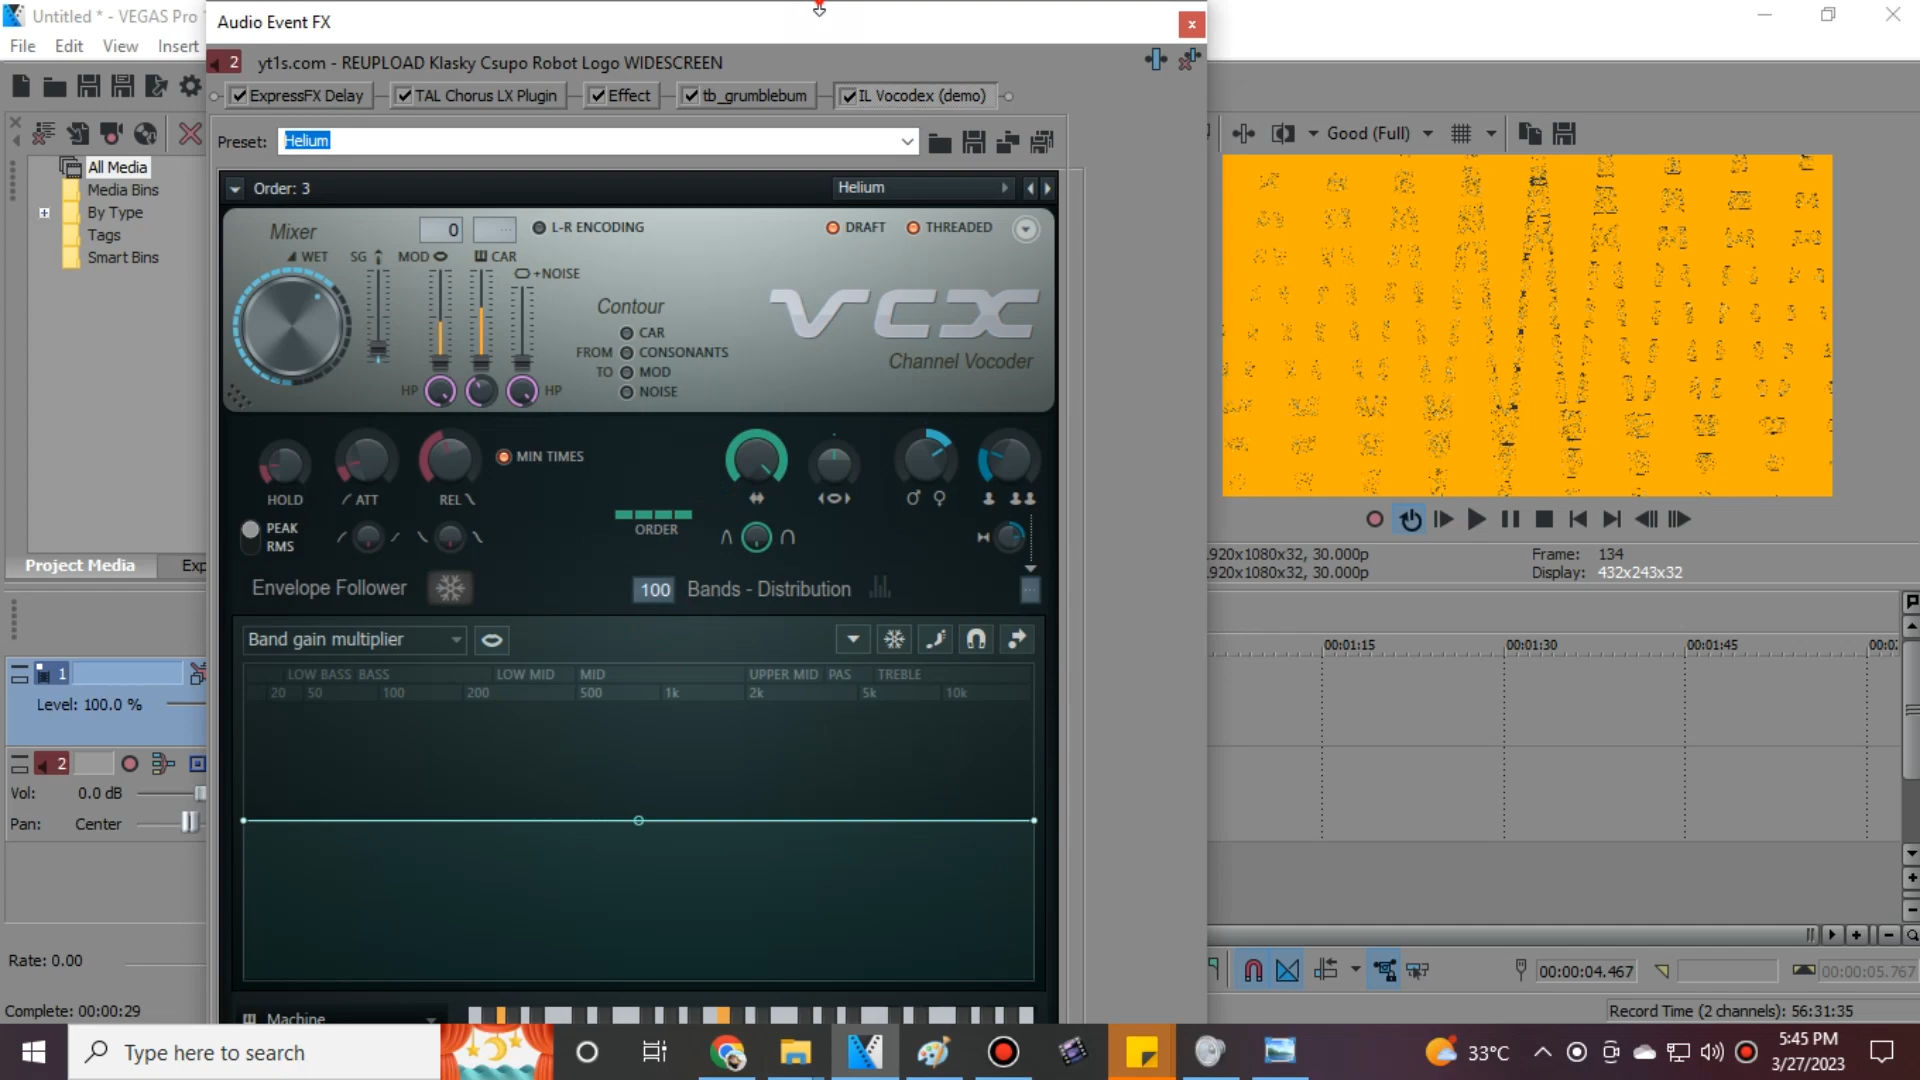 Untitled * - VEGAS Pro
File Edit View Insert
Audio Event FX
2 yt1s.com - REUPLOAD Klasky Csupo Robot Logo WIDESCREEN
ExpressFX Delay TAL Chorus LX Plugin Effect tb_grumblebum IL Vocodex (demo)
Preset: Helium
Good (Full)
All Media
Media Bins
By Type
Tags
Smart Bins
Project Media Exp
Order: 3 Helium
Mixer 0 L-R ENCODING DRAFT THREADED
WET SG MOD CAR
+NOISE
Contour
CAR
FROM CONSONANTS
TO MOD
NOISE
HP HP
VCX
Channel Vocoder
MIN TIMES
HOLD ATT REL
PEAK
RMS
ORDER
Envelope Follower 100 Bands - Distribution
Band gain multiplier
LOW BASS BASS LOW MID MID UPPER MID PAS TREBLE
20 50 100 200 500 1k 2k 5k 10k
Machine
920x1080x32, 30.000p Frame: 134
920x1080x32, 30.000p Display: 432x243x32
00:01:15 00:01:30 00:01:45 00:0
1
Level: 100.0 %
2
Vol: 0.0 dB
Pan: Center
Rate: 0.00
Complete: 00:00:29
00:00:04.467 00:00:05.767
Record Time (2 channels): 56:31:35
Type here to search
33°C
5:45 PM
3/27/2023